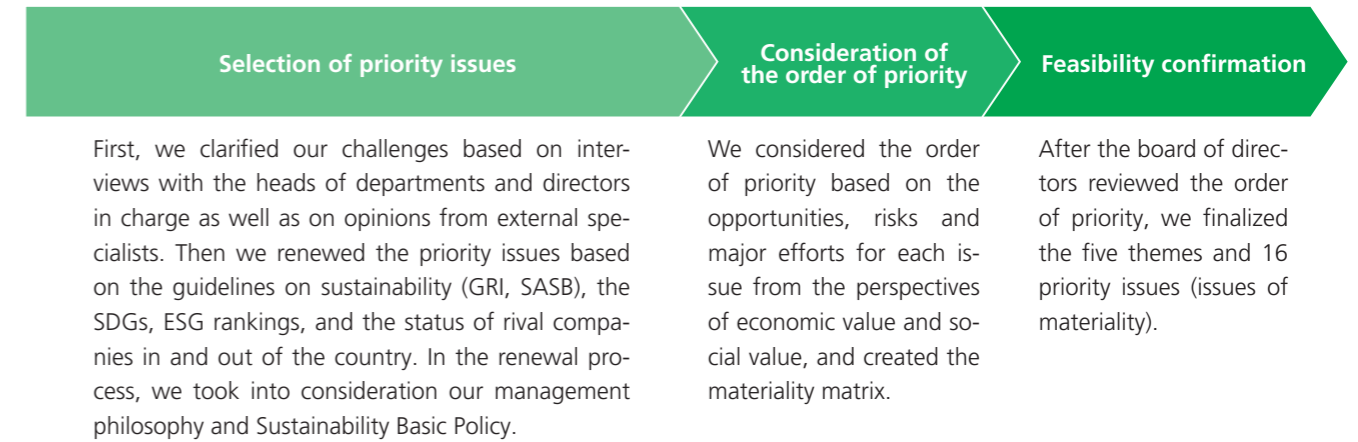 Selection of priority issues
First, we clarified our challenges based on inter-
views with the heads of departments and directors
in charge as well as on opinions from external spe-
cialists. Then we renewed the priority issues based
on the guidelines on sustainability (GRI, SASB), the
SDGs, ESG rankings, and the status of rival compa-
nies in and out of the country. In the renewal pro-
cess, we took into consideration our management
philosophy and Sustainability Basic Policy.
Consideration of
the order of priority
We considered the order
of priority based on the
opportunities, risks and
major efforts for each is-
sue from the perspectives
of economic value and so-
cial value, and created the
materiality matrix.
Feasibility confirmation
After the board of direc-
tors reviewed the order
of priority, we finalized
the five themes and 16
priority issues (issues of
materiality).